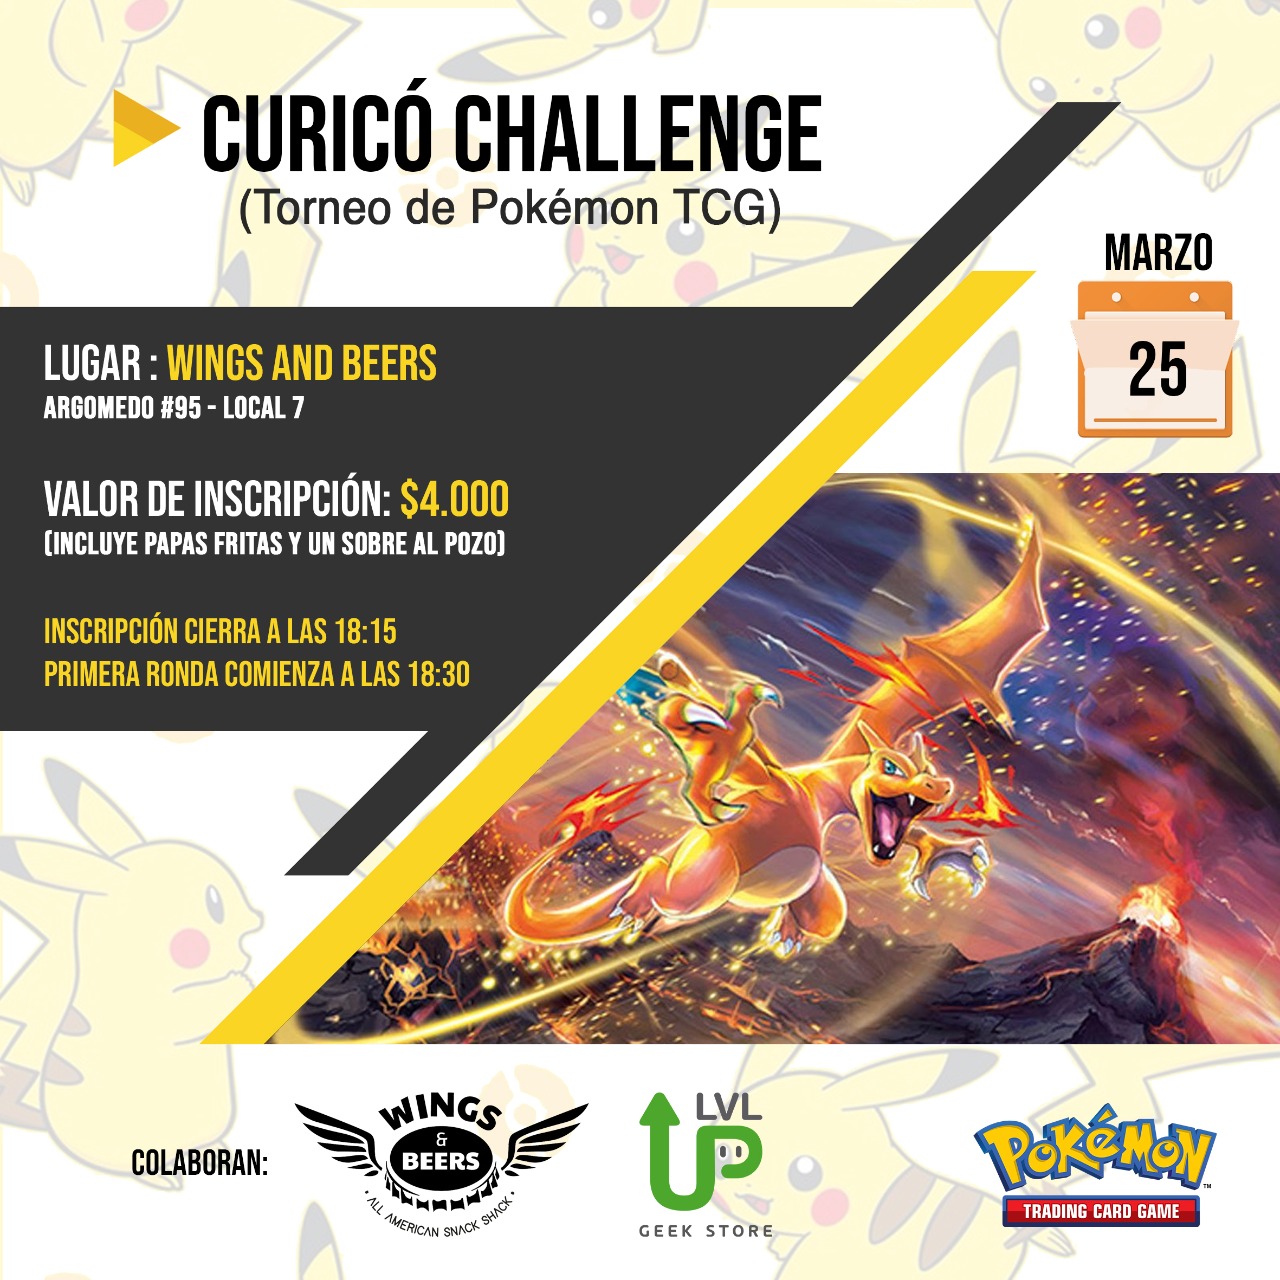 CURICÓ CHALLENGE
(Torneo de Pokémon TCG)
MARZO
25
LUGAR : WINGS AND BEERS
ARGOMEDO #95 - LOCAL 7
VALOR DE INSCRIPCIÓN: $4.000
(INCLUYE PAPAS FRITAS Y UN SOBRE AL POZO)
INSCRIPCIÓN CIERRA A LAS 18:15
PRIMERA RONDA COMIENZA A LAS 18:30
COLABORAN:
WINGS
&
BEERS
• ALL AMERICAN SNACK SHACK •
LVL
UP
GEEK STORE
POKéMON
™
TRADING CARD GAME